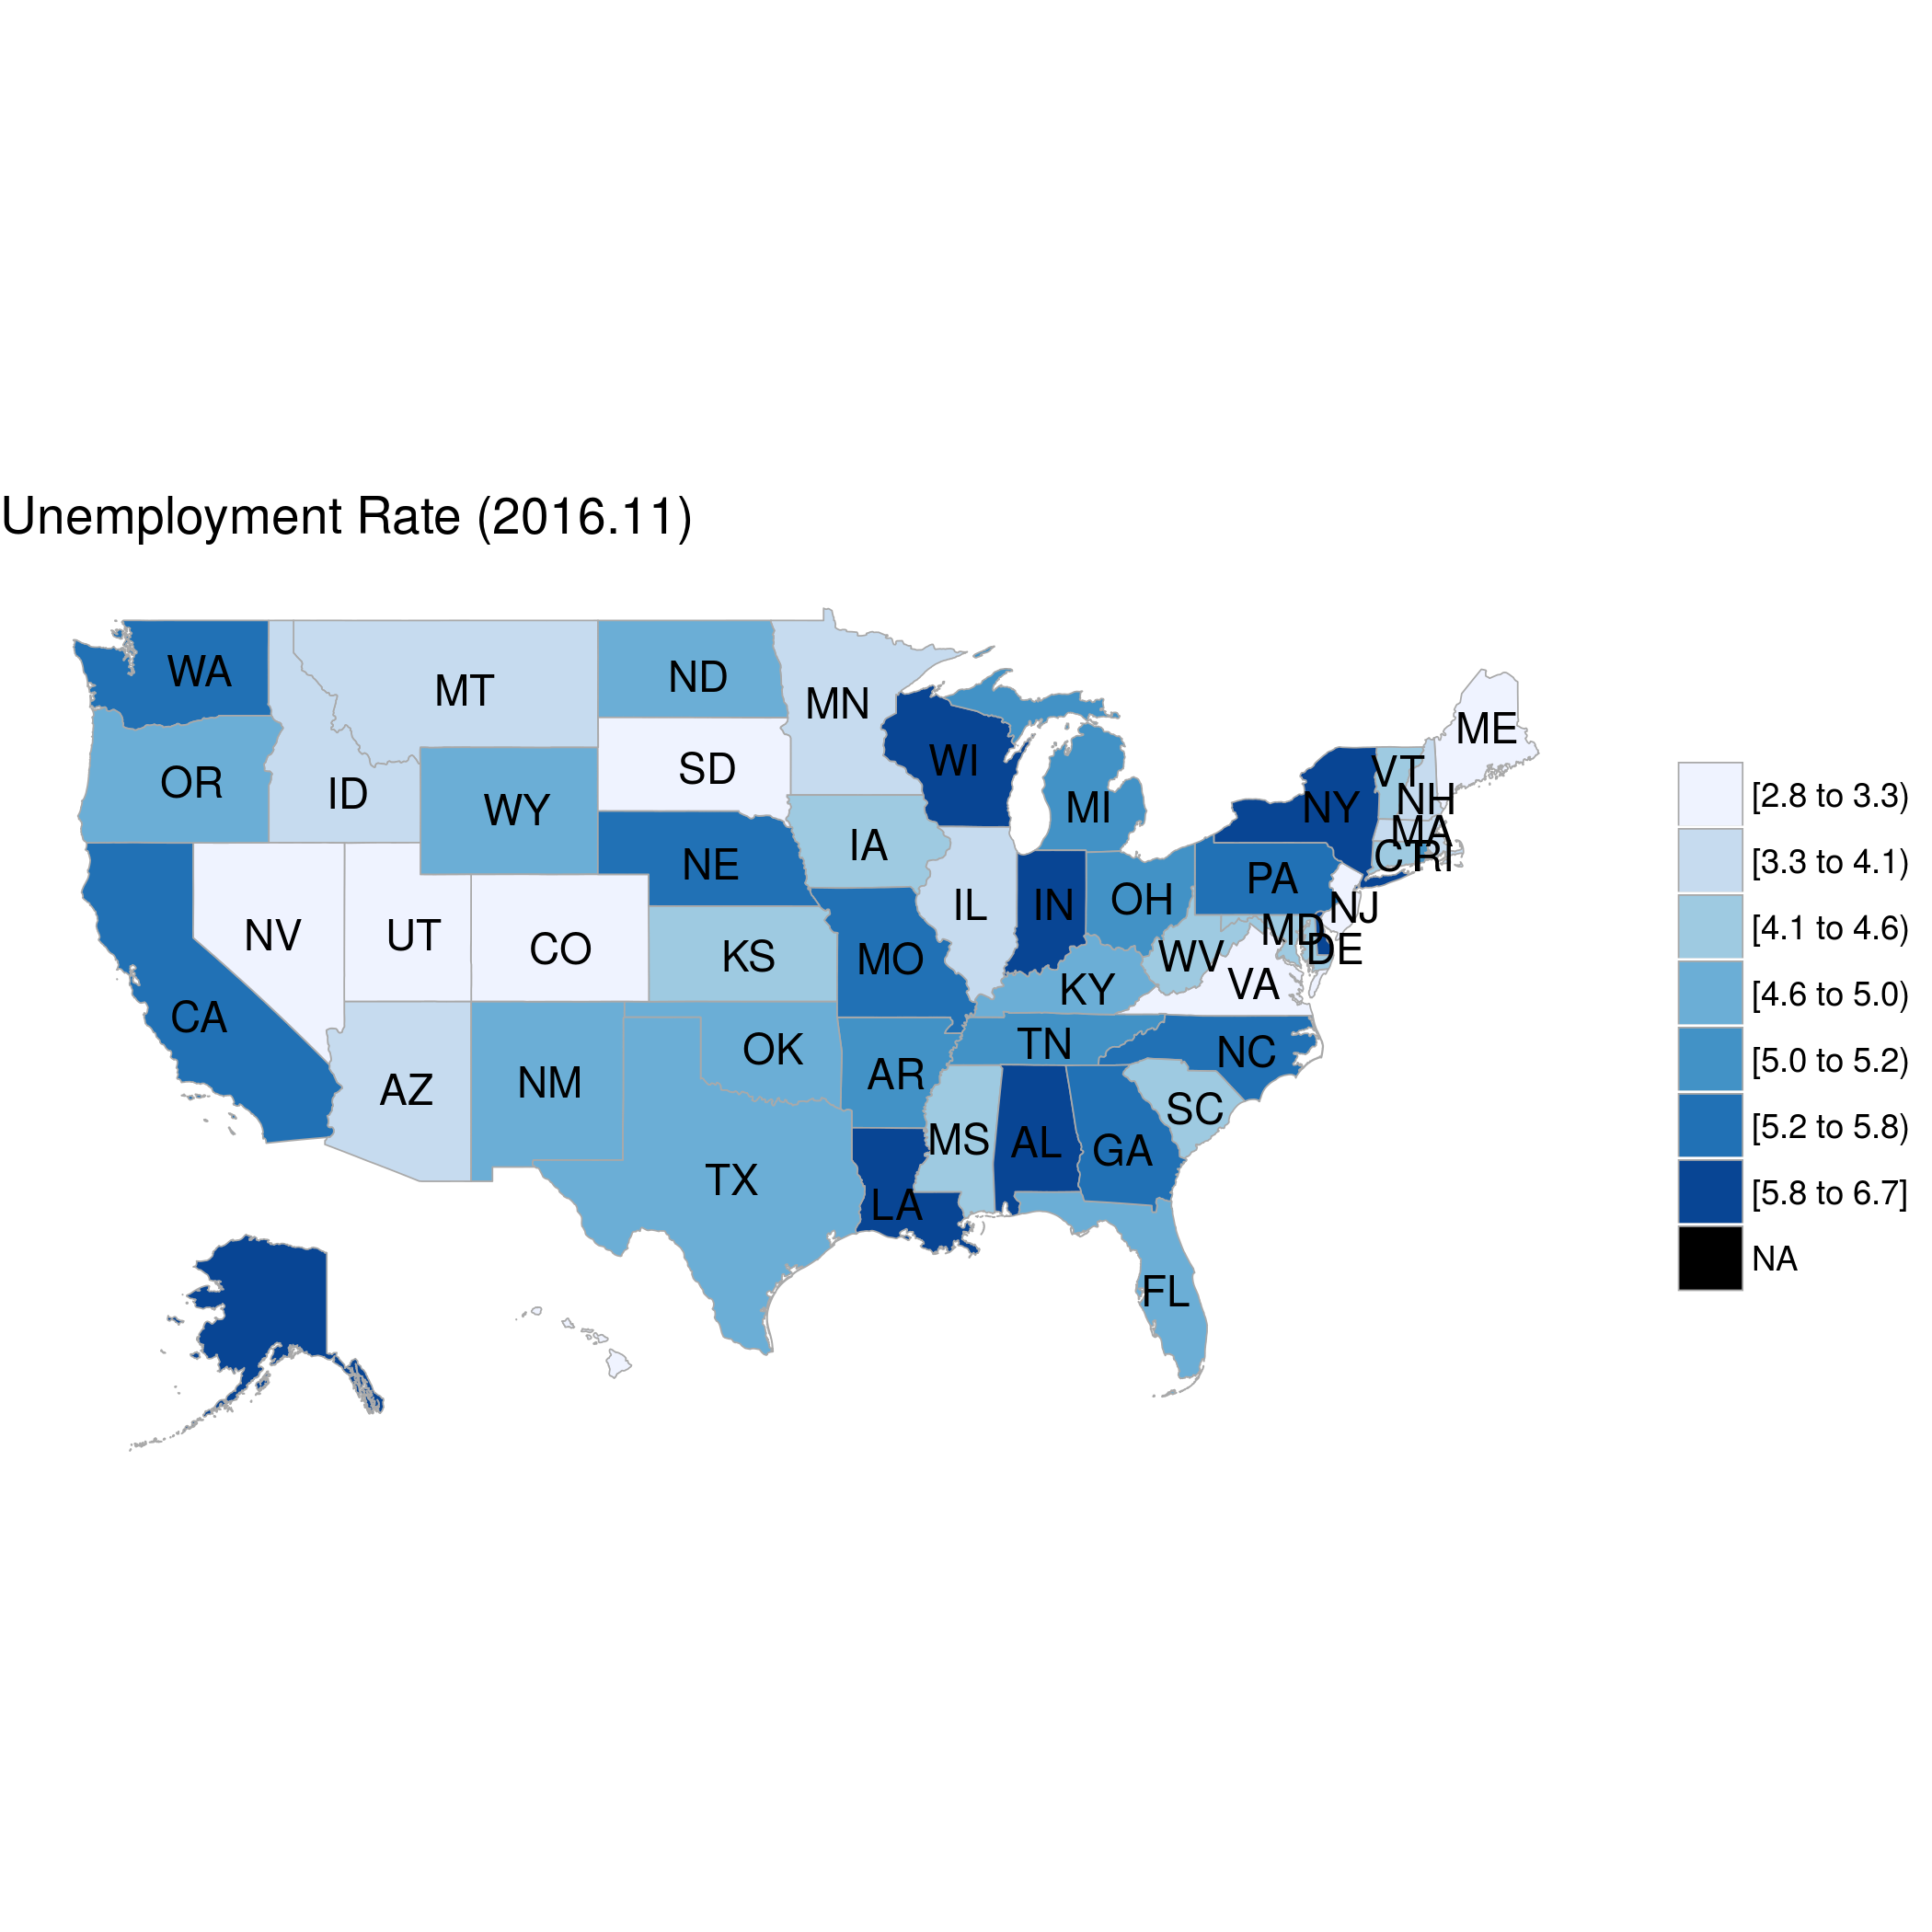 Unemployment Rate (2016.11)
WA
MT
ND
MN
ME
OR
ID
WY
SD
WI
MI
NY
VT
NH
MA
C
RI
NE
IA
PA
NV
UT
CO
KS
MO
IL
IN
OH
NJ
MD
DE
WV
VA
KY
CA
AZ
NM
OK
AR
TN
NC
SC
MS
AL
GA
TX
LA
FL
[2.8 to 3.3)
[3.3 to 4.1)
[4.1 to 4.6)
[4.6 to 5.0)
[5.0 to 5.2)
[5.2 to 5.8)
[5.8 to 6.7]
NA